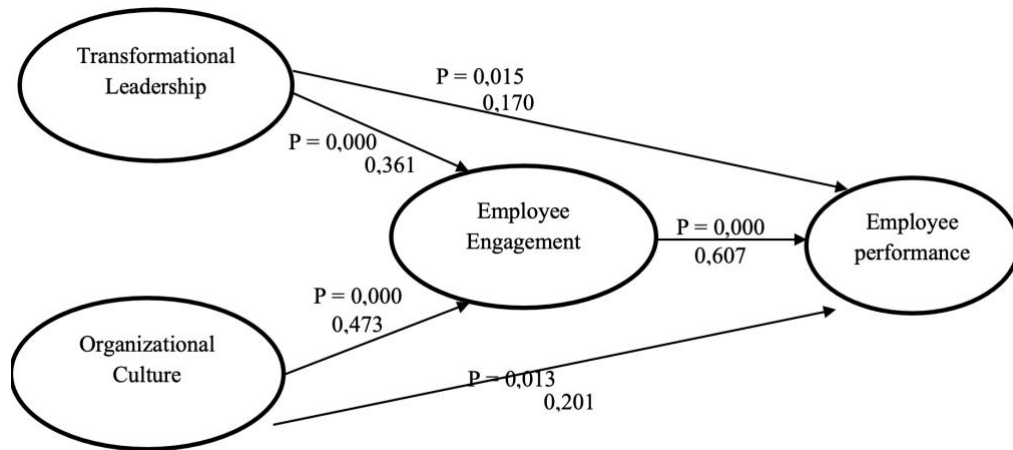 Transformational
Leadership
P = 0,015
0,170
P = 0,000
0,361
Employee
Engagement
P = 0,000
0,607
Employee
performance
P = 0,000
0,473
Organizational
Culture
P = 0,013
0,201